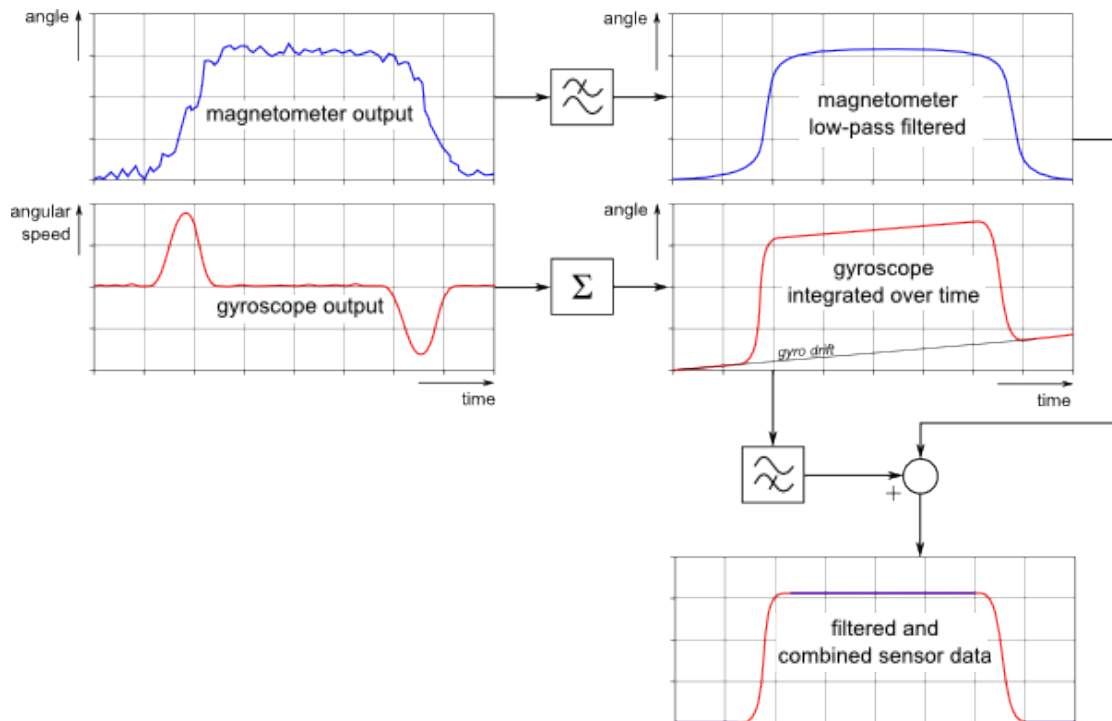 angle
magnetometer output
angle
magnetometer
low-pass filtered
angular
speed
gyroscope output
time
Σ
angle
gyroscope
integrated over time
gyro drift
time
+
filtered and
combined sensor data